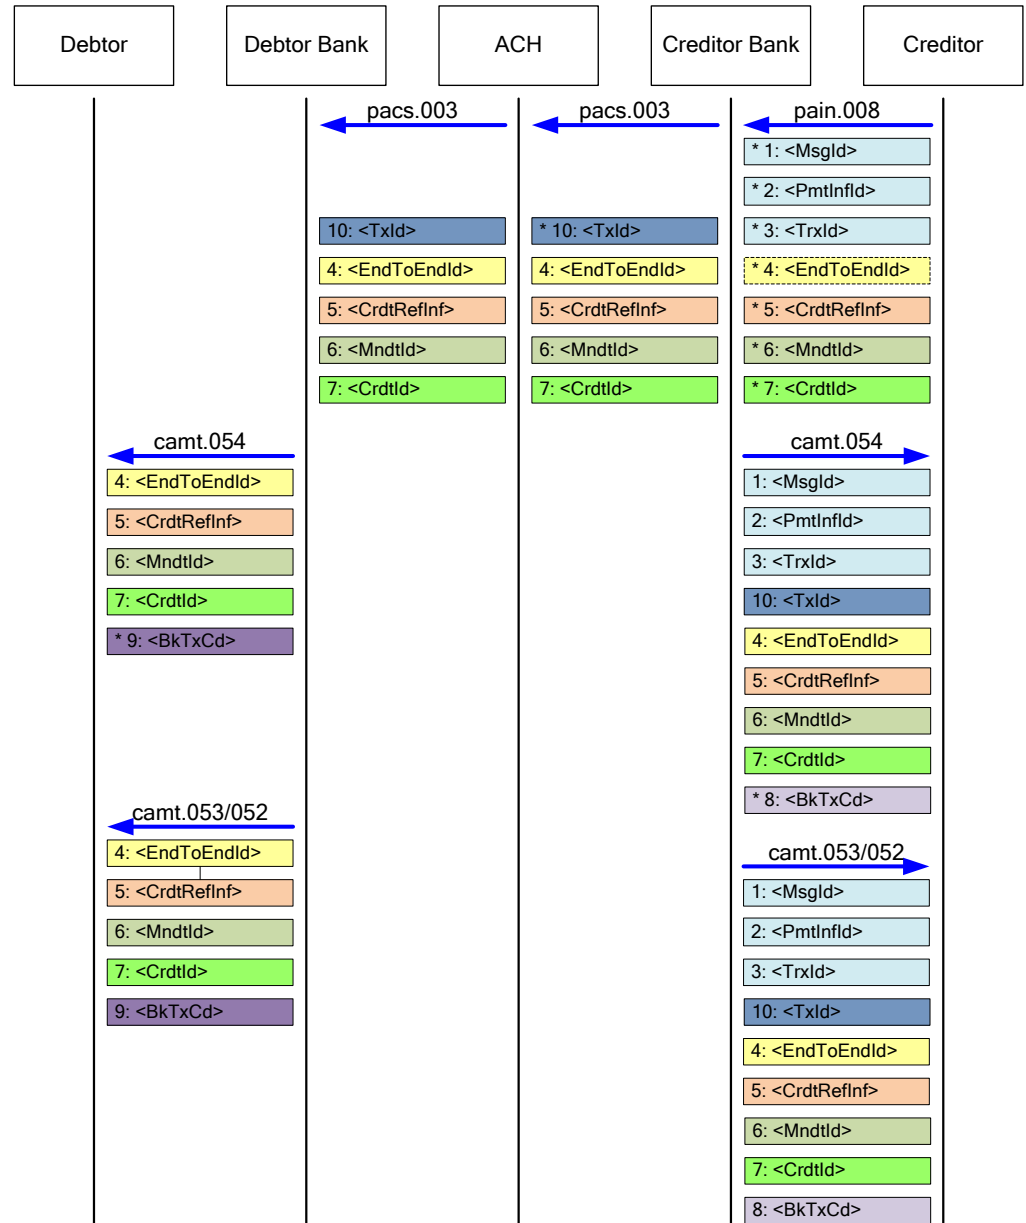 Debtor
Debtor Bank
ACH
Creditor Bank
Creditor
pacs.003
pacs.003
pain.008
* 1: <MsgId>
* 2: <PmtInfId>
10: <TxId>
* 10: <TxId>
* 3: <TrxId>
4: <EndToEndId>
4: <EndToEndId>
* 4: <EndToEndId>
5: <CrdtRefInf>
5: <CrdtRefInf>
* 5: <CrdtRefInf>
6: <MndtId>
6: <MndtId>
* 6: <MndtId>
7: <CrdtId>
7: <CrdtId>
* 7: <CrdtId>
camt.054
camt.054
4: <EndToEndId>
1: <MsgId>
5: <CrdtRefInf>
2: <PmtInfId>
6: <MndtId>
3: <TrxId>
7: <CrdtId>
10: <TxId>
* 9: <BkTxCd>
4: <EndToEndId>
5: <CrdtRefInf>
6: <MndtId>
7: <CrdtId>
* 8: <BkTxCd>
camt.053/052
camt.053/052
4: <EndToEndId>
5: <CrdtRefInf>
1: <MsgId>
6: <MndtId>
2: <PmtInfId>
7: <CrdtId>
3: <TrxId>
9: <BkTxCd>
10: <TxId>
4: <EndToEndId>
5: <CrdtRefInf>
6: <MndtId>
7: <CrdtId>
8: <BkTxCd>